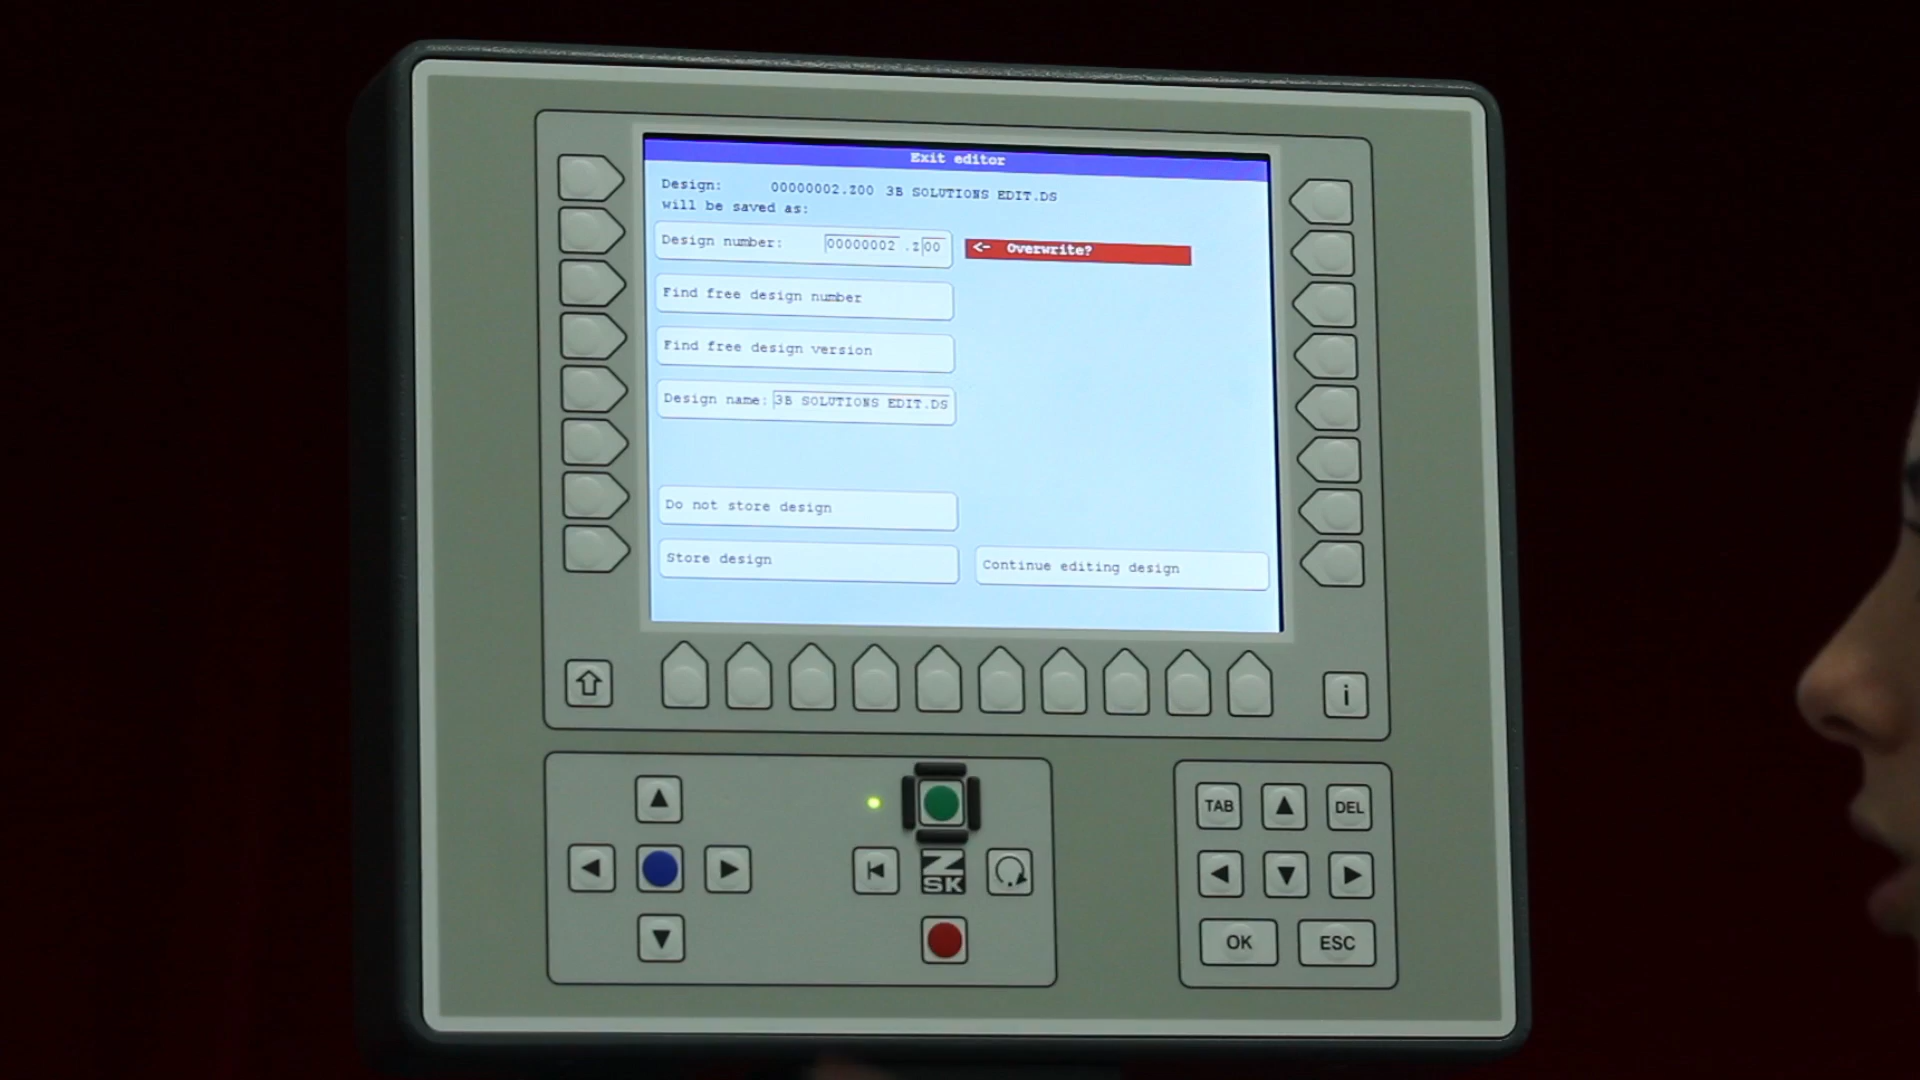 Exit editor
Design: 00000002.Z00 3B SOLUTIONS EDIT.DS
will be saved as:
Design number: 00000002 .Z 00
<- Overwrite?
Find free design number
Find free design version
Design name: 3B SOLUTIONS EDIT.DS
Do not store design
Store design
Continue editing design
i
TAB
DEL
ZSK
OK
ESC